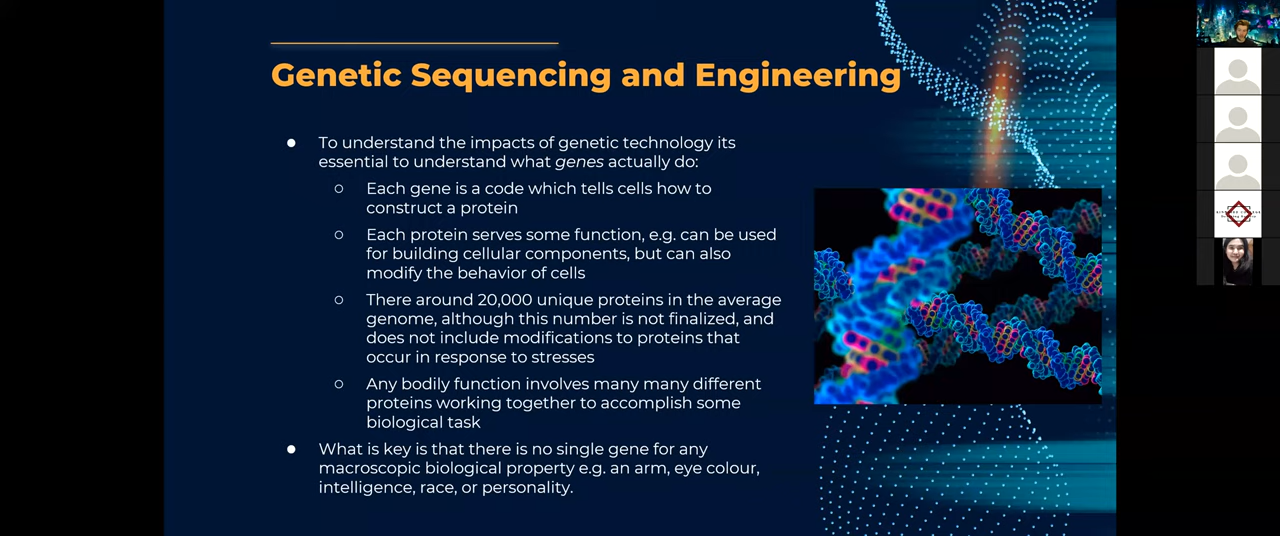 Genetic Sequencing and Engineering
● To understand the impacts of genetic technology its
essential to understand what genes actually do:
○ Each gene is a code which tells cells how to
construct a protein
○ Each protein serves some function, e.g. can be used
for building cellular components, but can also
modify the behavior of cells
○ There around 20,000 unique proteins in the average
genome, although this number is not finalized, and
does not include modifications to proteins that
occur in response to stresses
○ Any bodily function involves many many different
proteins working together to accomplish some
biological task
● What is key is that there is no single gene for any
macroscopic biological property e.g. an arm, eye colour,
intelligence, race, or personality.